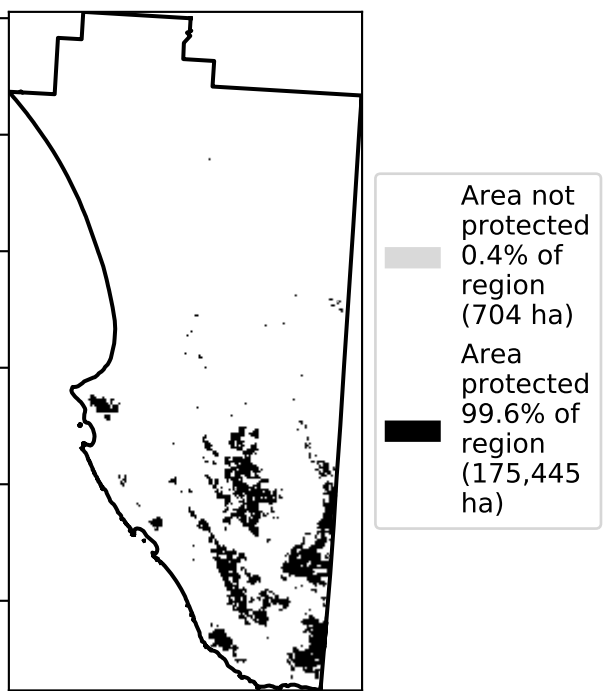 Area not
protected
0.4% of
region
(704 ha)
Area
protected
99.6% of
region
(175,445
ha)